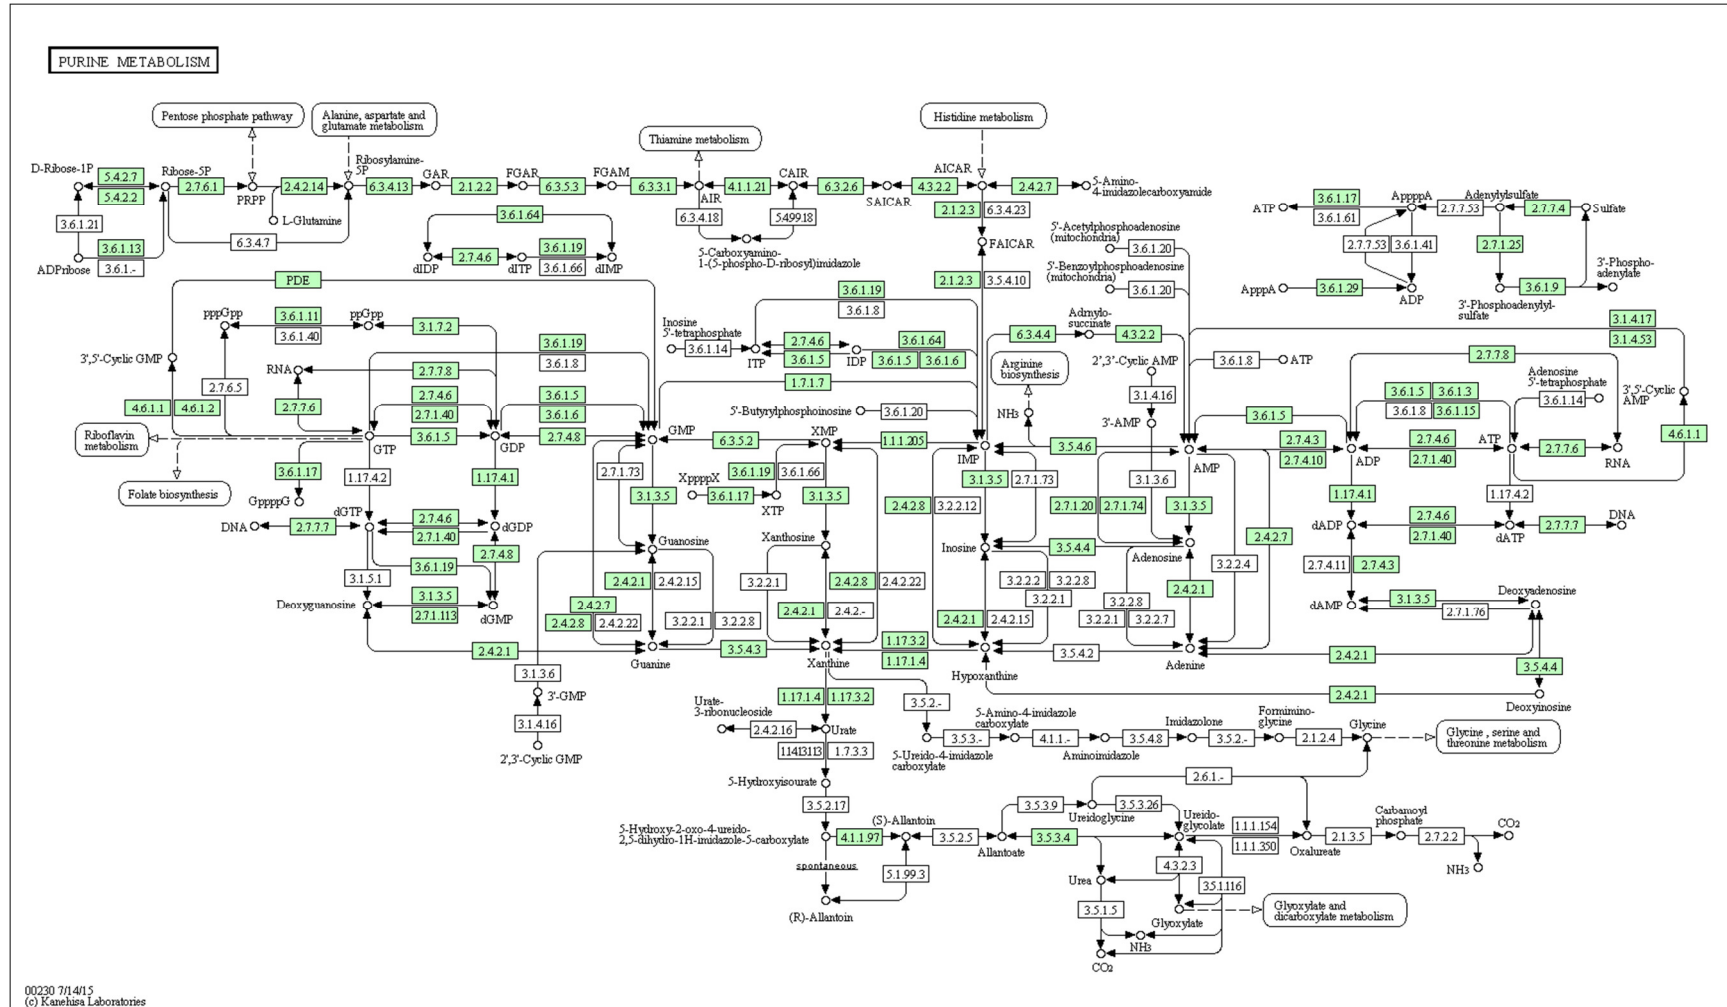 PURINE METABOLISM
Pentose phosphate pathway
Alanine, aspartate and
glutamate metabolism
Thiamine metabolism
Histidine metabolism
D-Ribose-1P
5.4.2.7
5.4.2.2
Ribose-5P
2.7.6.1
PRPP
2.4.2.14
Ribosylamine-
5P
6.3.4.13
GAR
2.1.2.2
FGAR
6.3.5.3
FGAM
6.3.3.1
AIR
4.1.1.21
CAIR
6.3.2.6
SAICAR
4.3.2.2
AICAR
2.4.2.7
5-Amino-
4-imidazolecarboxyamide
3.6.1.21
L-Glutamine
6.3.4.7
3.6.1.13
3.6.1.-
ADPribose
3.6.1.64
dIDP
2.7.4.6
dITP
3.6.1.19
3.6.1.66
dIMP
6.3.4.18
5.4.99.18
5-Carboxyamino-
1-(5-phospho-D-ribosyl)imidazole
2.1.2.3
6.3.4.23
FAICAR
2.1.2.3
3.5.4.10
5'-Acetylphosphoadenosine
(mitochondria)
3.6.1.20
5'-Benzoylphosphoadenosine
(mitochondria)
3.6.1.20
ATP
3.6.1.17
3.6.1.61
AppppA
2.7.7.53
Adenylylsulfate
2.7.7.4
Sulfate
2.7.7.53
3.6.1.41
2.7.1.25
ApppA
3.6.1.29
ADP
3.6.1.9
3'-Phospho-
adenylate
3'-Phosphoadenylyl-
sulfate
PDE
pppGpp
3.6.1.11
3.6.1.40
ppGpp
3.1.7.2
3',5'-Cyclic GMP
2.7.6.5
RNA
2.7.7.8
2.7.7.6
3.6.1.19
3.6.1.8
2.7.4.6
2.7.1.40
3.6.1.5
3.6.1.6
4.6.1.1
4.6.1.2
Riboflavin
metabolism
Folate biosynthesis
GTP
3.6.1.5
GDP
2.7.4.8
GMP
6.3.5.2
XMP
1.1.1.205
IMP
3.5.4.6
AMP
Inosine
5'-tetraphosphate
3.6.1.14
ITP
3.6.1.19
3.6.1.8
2.7.4.6
3.6.1.5
IDP
3.6.1.64
3.6.1.5
3.6.1.6
1.7.1.7
5'-Butyrylphosphoinosine
3.6.1.20
6.3.4.4
Adrnylo-
succinate
4.3.2.2
Arginine
biosynthesis
NH3
2',3'-Cyclic AMP
3.1.4.16
3'-AMP
3.6.1.8
ATP
3.1.4.17
3.1.4.53
2.7.7.8
3.6.1.5
3.6.1.5
3.6.1.3
3.6.1.8
3.6.1.15
Adenosine
5'-tetraphosphate
3.6.1.14
3',5'-Cyclic
AMP
2.7.4.3
2.7.4.10
ADP
2.7.4.6
2.7.1.40
ATP
2.7.7.6
RNA
4.6.1.1
3.6.1.17
GppppG
1.17.4.2
1.17.4.1
2.7.1.73
3.1.3.5
XppppX
3.6.1.19
3.6.1.66
3.6.1.17
XTP
3.1.3.5
2.4.2.8
3.2.2.12
3.1.3.5
2.7.1.73
2.7.1.20
2.7.1.74
3.1.3.6
3.1.3.5
2.4.2.7
1.17.4.1
1.17.4.2
DNA
2.7.7.7
dGTP
2.7.4.6
2.7.1.40
dGDP
2.7.4.8
3.6.1.19
3.1.5.1
Deoxyguanosine
3.1.3.5
2.7.1.113
dGMP
Guanosine
2.4.2.1
2.4.2.15
2.4.2.7
2.4.2.8
2.4.2.22
3.2.2.1
3.2.2.8
Xanthosine
3.2.2.1
2.4.2.8
2.4.2.22
2.4.2.1
2.4.2.-
Inosine
3.5.4.4
Adenosine
3.2.2.2
3.2.2.8
3.2.2.1
2.4.2.1
2.4.2.15
3.2.2.8
3.2.2.1
3.2.2.7
2.4.2.1
3.2.2.4
dADP
2.7.4.6
2.7.1.40
dATP
2.7.7.7
DNA
2.7.4.11
2.7.4.3
dAMP
3.1.3.5
2.7.1.76
Deoxyadenosine
2.4.2.1
Guanine
3.5.4.3
Xanthine
1.17.3.2
1.17.1.4
Hypoxanthine
3.5.4.2
Adenine
2.4.2.1
3.5.4.4
2.4.2.1
Deoxyinosine
3.1.3.6
3'-GMP
3.1.4.16
2',3'-Cyclic GMP
1.17.1.4
1.17.3.2
3.5.2.-
Urate-
3-ribonucleoside
2.4.2.16
Urate
1.14.13.113
1.7.3.3
5-Hydroxyisourate
3.5.2.17
5-Ureido-4-imidazole
carboxylate
3.5.3.-
5-Amino-4-imidazole
carboxylate
4.1.1.-
Aminoimidazole
3.5.4.8
Imidazolone
3.5.2.-
Formimino-
glycine
2.1.2.4
Glycine
Glycine , serine and
threonine metabolism
5-Hydroxy-2-oxo-4-ureido-
2,5-dihydro-1H-imidazole-5-carboxylate
4.1.1.97
(S)-Allantoin
3.5.2.5
Allantoate
3.5.3.9
Ureidoglycine
3.5.3.26
3.5.3.4
Ureido-
glycolate
2.6.1.-
1.1.1.154
1.1.1.350
Oxalureate
2.1.3.5
Carbamoyl
phosphate
2.7.2.2
CO2
NH3
spontaneous
5.1.99.3
(R)-Allantoin
Urea
4.3.2.3
3.5.1.116
3.5.1.5
Glyoxylate
Glyoxylate and
dicarboxylate metabolism
NH3
CO2
00230 7/14/15
(c) Kanehisa Laboratories